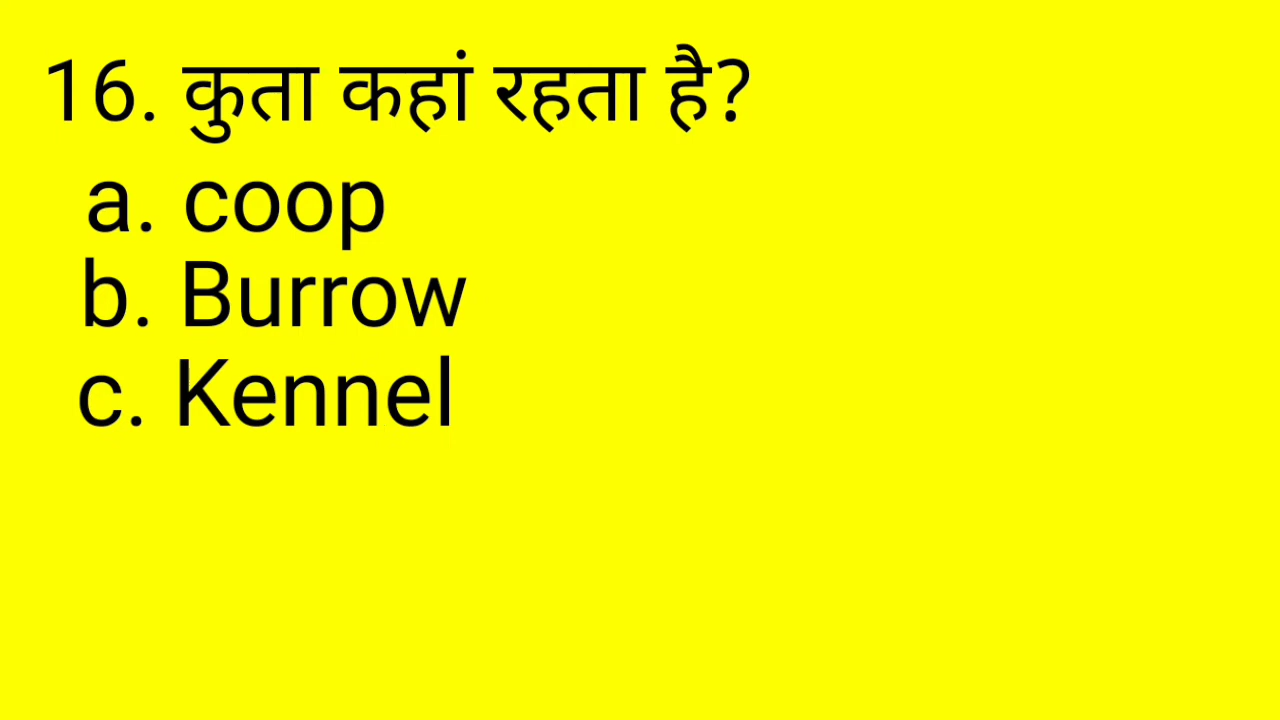 16. कुता कहां रहता है?
a. coop
b. Burrow
c. Kennel